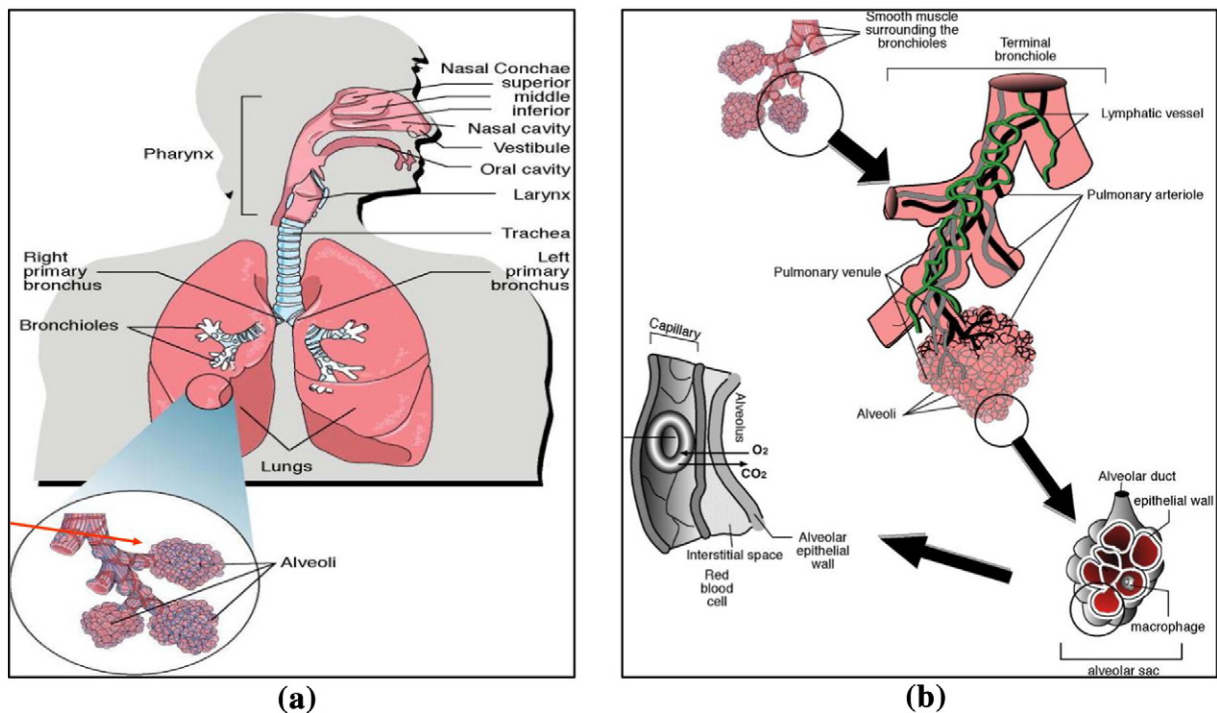 Nasal Conchae
superior
middle
inferior
Nasal cavity
Vestibule
Oral cavity
Pharynx
Larynx
Trachea
Right
primary
bronchus
Left
primary
bronchus
Bronchioles
Lungs
Alveoli
(a)
Smooth muscle
surrounding the
bronchioles
Terminal
bronchiole
Lymphatic vessel
Pulmonary arteriole
Pulmonary venule
Capillary
Alveolus
O2
CO2
Alveoli
Interstitial space
Red
blood
cell
Alveolar
epithelial
wall
Alveolar duct
epithelial wall
macrophage
alveolar sac
(b)